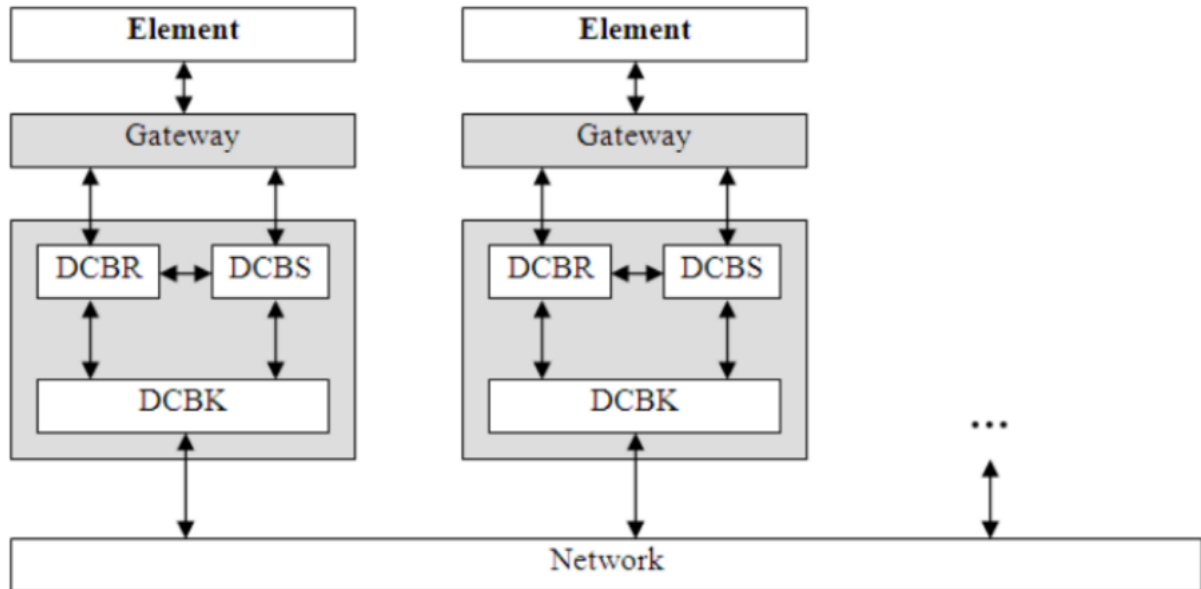 Element
Element
Gateway
Gateway
DCBR
DCBS
DCBR
DCBS
DCBK
DCBK
...
Network